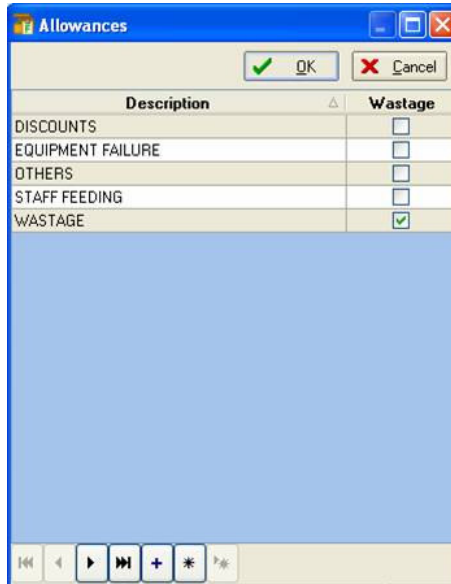 Allowances
OK Cancel
Description Wastage
DISCOUNTS
EQUIPMENT FAILURE
OTHERS
STAFF FEEDING
WASTAGE